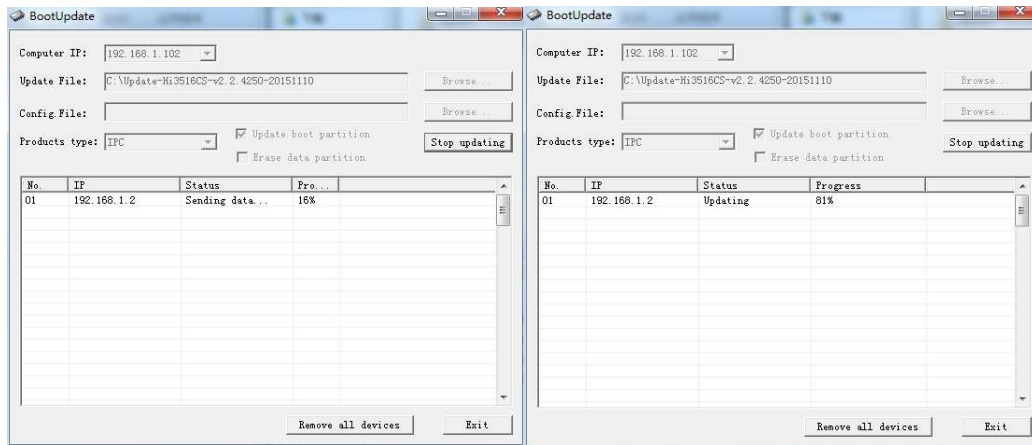 BootUpdate
Computer IP: 192.168.1.102
Update File: C:\Update-Hi3516CS-v2.2.4250-20151110 Browse...
Config File: Browse...
Products type: IPC Update boot partition Stop updating
Erase data partition
No. IP Status Pro...
01 192.168.1.2 Sending data... 16%
Remove all devices Exit
BootUpdate
Computer IP: 192.168.1.102
Update File: C:\Update-Hi3516CS-v2.2.4250-20151110 Browse...
Config File: Browse...
Products type: IPC Update boot partition Stop updating
Erase data partition
No. IP Status Progress
01 192.168.1.2 Updating 81%
Remove all devices Exit